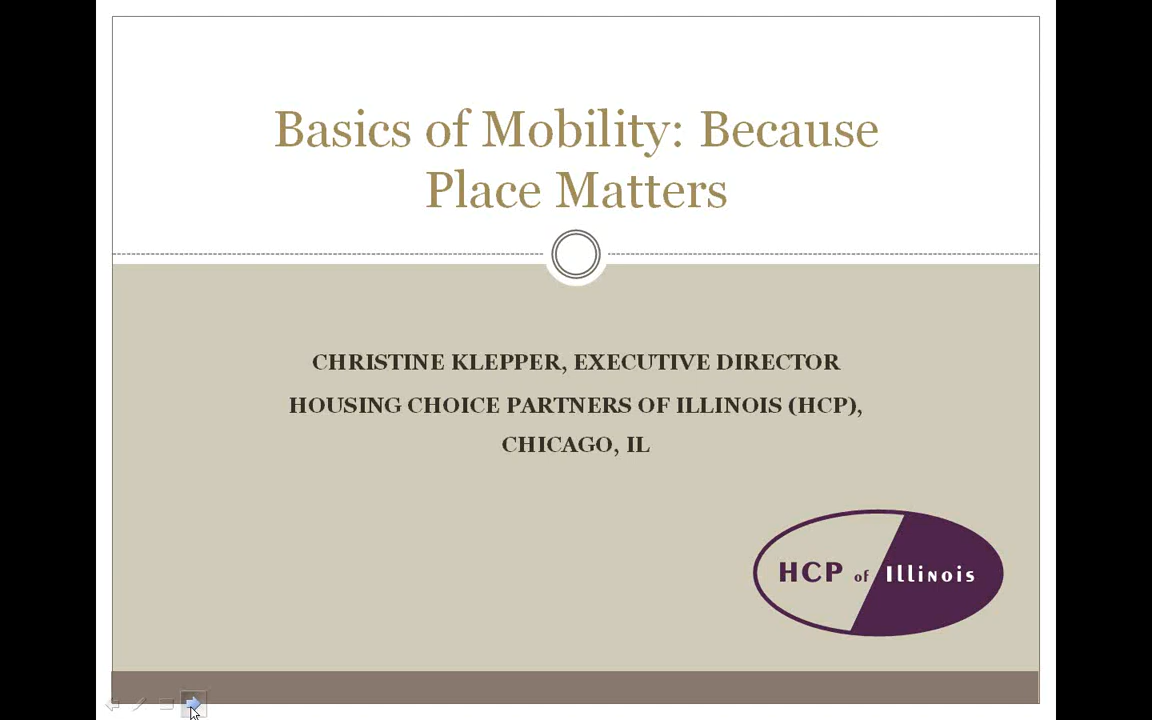 Basics of Mobility: Because
Place Matters
CHRISTINE KLEPPER, EXECUTIVE DIRECTOR
HOUSING CHOICE PARTNERS OF ILLINOIS (HCP),
CHICAGO, IL
HCP of Illinois